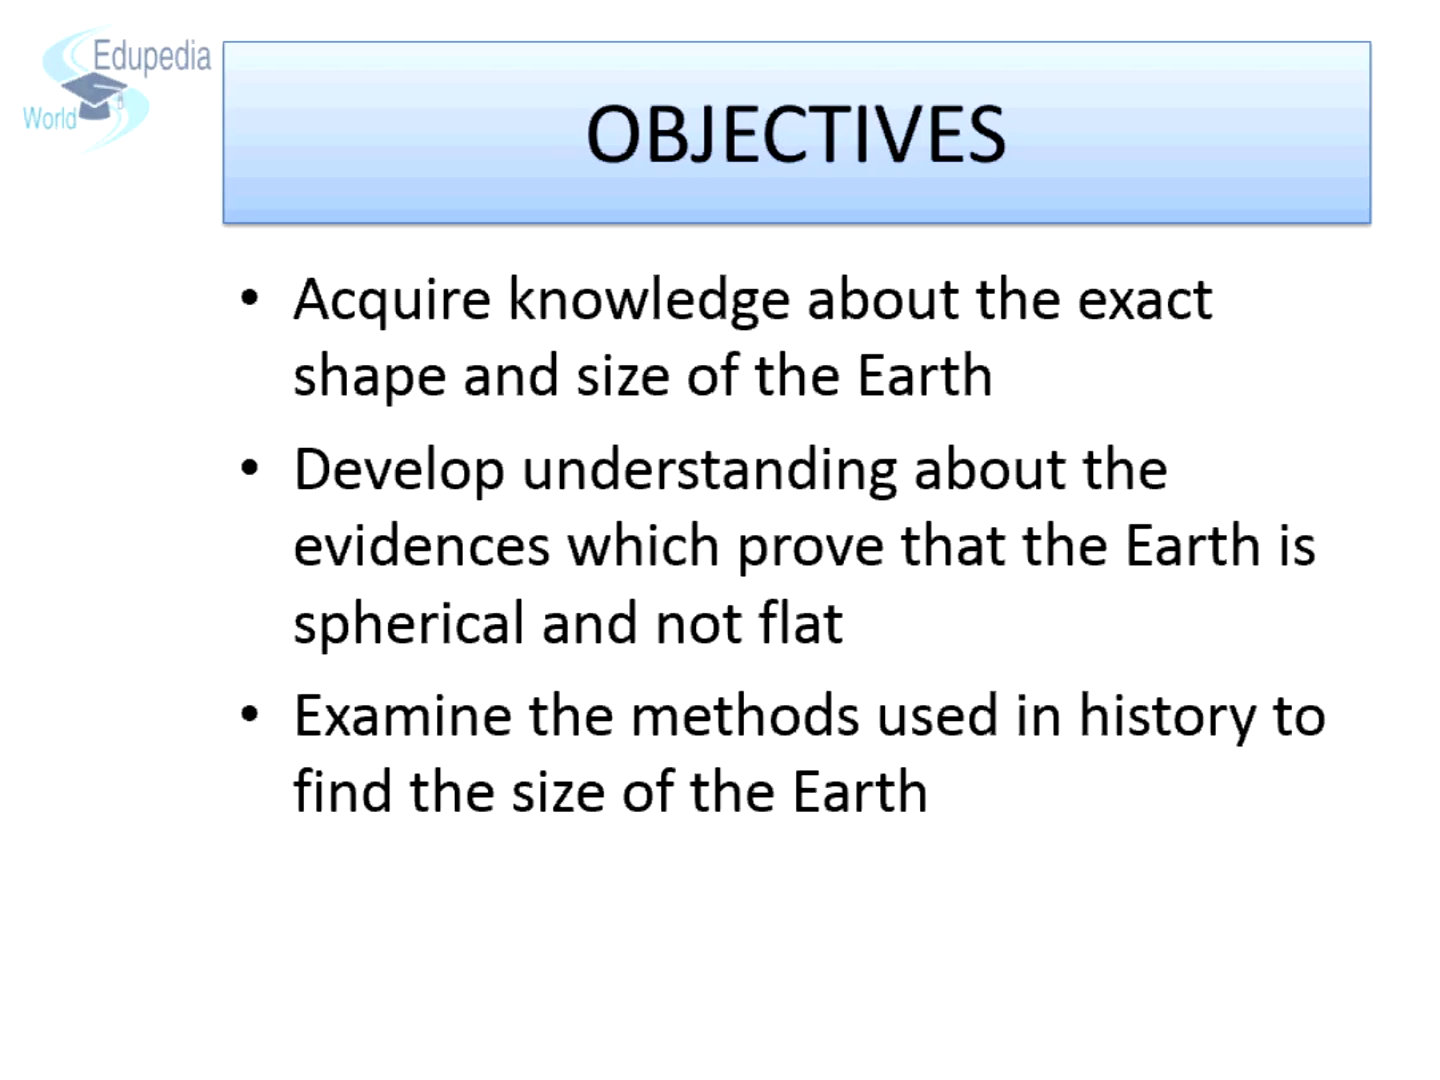 Edupedia
World
OBJECTIVES
• Acquire knowledge about the exact
shape and size of the Earth
• Develop understanding about the
evidences which prove that the Earth is
spherical and not flat
• Examine the methods used in history to
find the size of the Earth